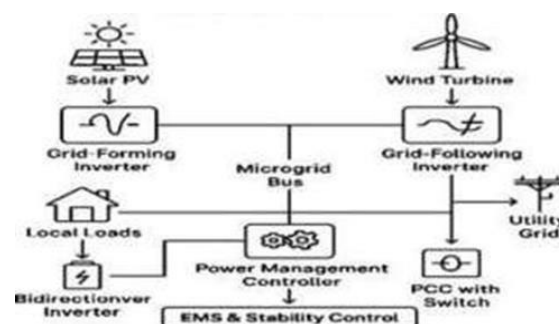 Solar PV
Wind Turbine
Grid-Forming
Inverter
Microgrid
Bus
Grid-Following
Inverter
Local Loads
Utility
Grid
Bidirectionver
Inverter
Power Management
Controller
PCC with
Switch
EMS & Stability Control